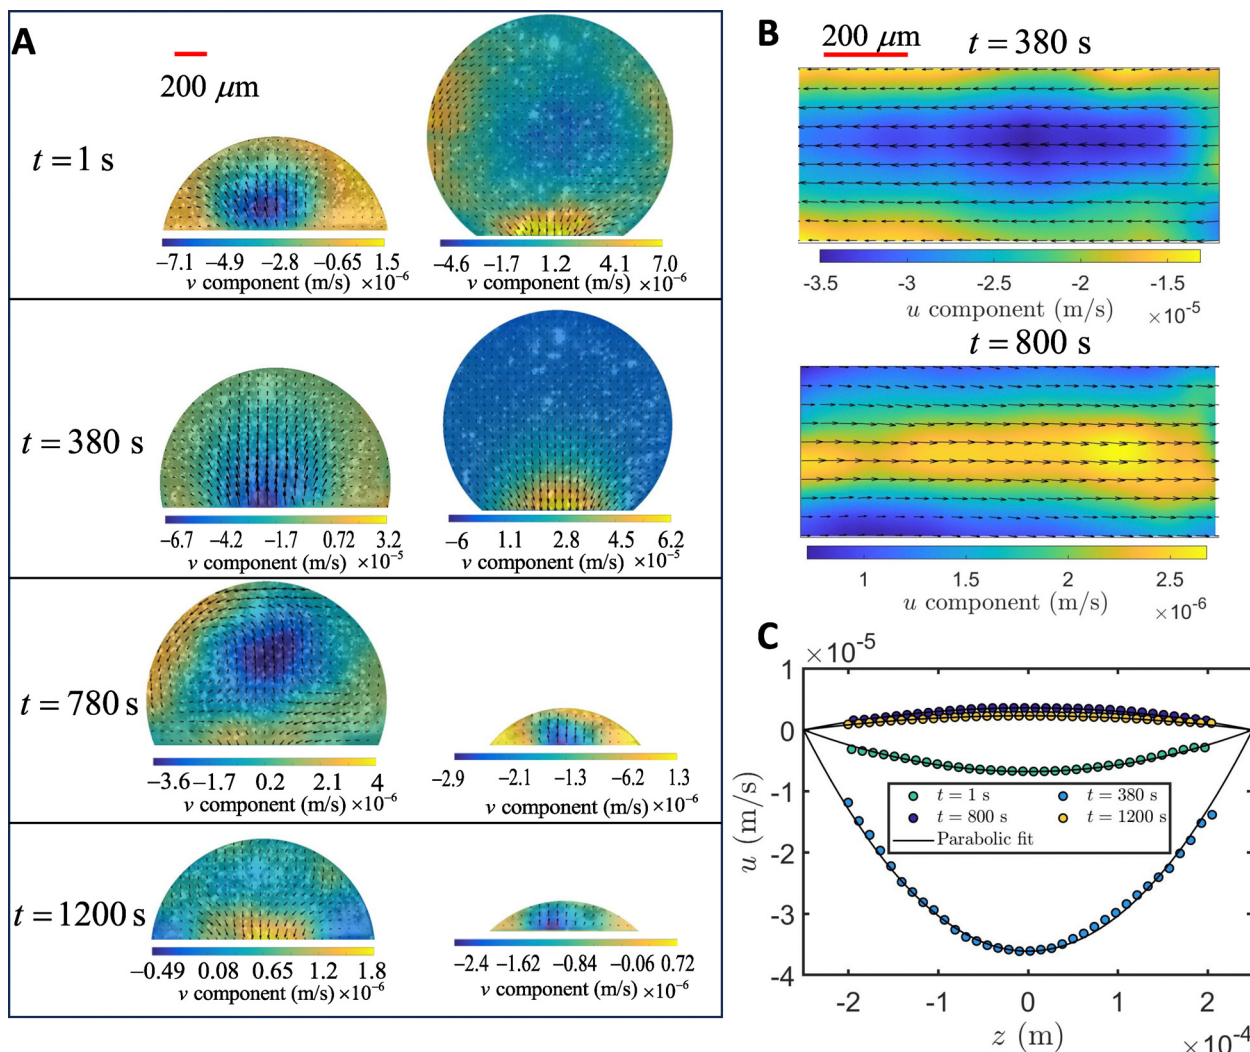 A
200 μm
t = 1 s
−7.1 −4.9 −2.8 −0.65 1.5
v component (m/s) ×10⁻⁶
−4.6 −1.7 1.2 4.1 7.0
v component (m/s) ×10⁻⁶
t = 380 s
−6.7 −4.2 −1.7 0.72 3.2
v component (m/s) ×10⁻⁵
−6 1.1 2.8 4.5 6.2
v component (m/s) ×10⁻⁵
t = 780 s
−3.6 −1.7 0.2 2.1 4
v component (m/s) ×10⁻⁶
−2.9 −2.1 −1.3 −6.2 1.3
v component (m/s) ×10⁻⁶
t = 1200 s
−0.49 0.08 0.65 1.2 1.8
v component (m/s) ×10⁻⁶
−2.4 −1.62 −0.84 −0.06 0.72
v component (m/s) ×10⁻⁶
B
200 μm
t = 380 s
-3.5 -3 -2.5 -2 -1.5
u component (m/s) ×10⁻⁵
t = 800 s
1 1.5 2 2.5
u component (m/s) ×10⁻⁶
C
×10⁻⁵
1
0
-1
-2
-3
-4
u (m/s)
t = 1 s
t = 380 s
t = 800 s
t = 1200 s
Parabolic fit
-2 -1 0 1 2
z (m)
×10⁻⁴